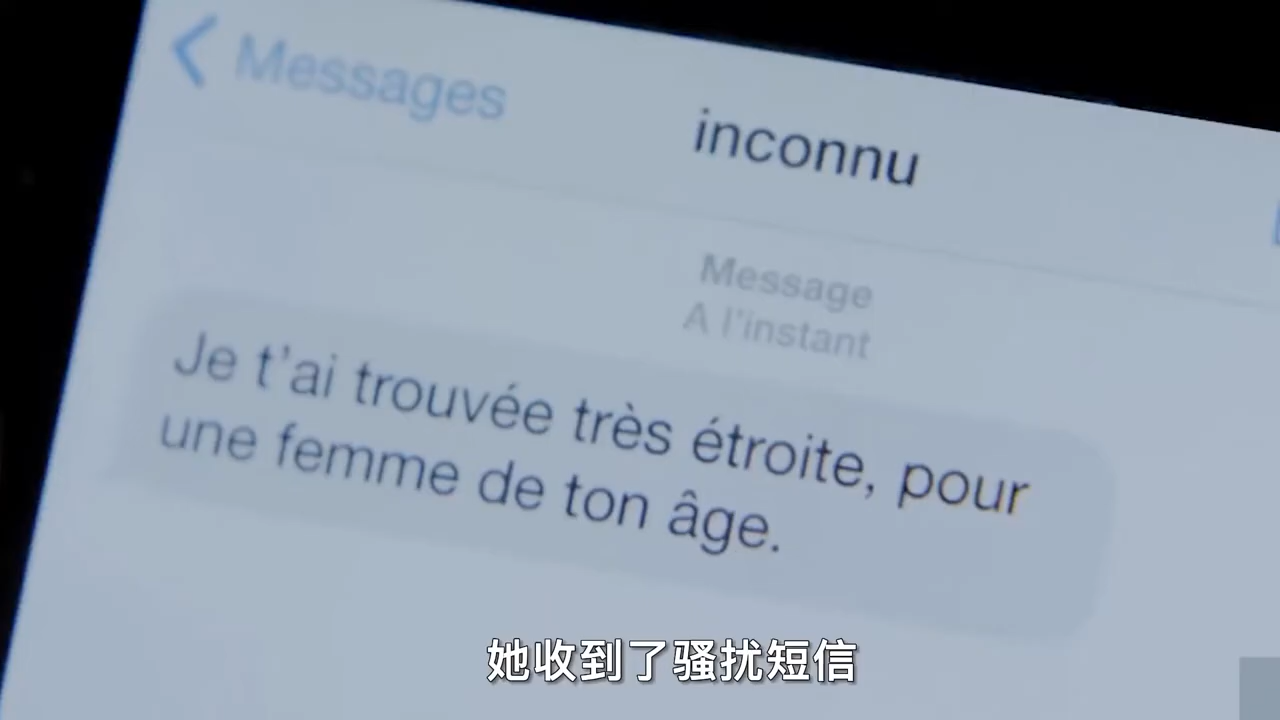 Messages
inconnu
Message
A l'instant
Je t'ai trouvée très étroite, pour
une femme de ton âge.
她收到了骚扰短信